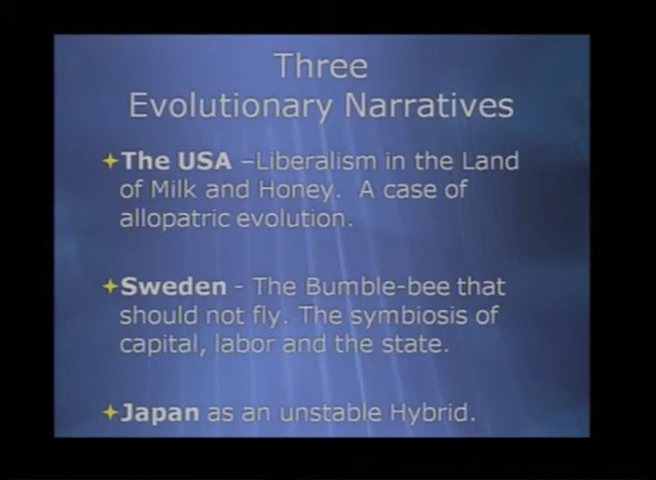 Three
Evolutionary Narratives
The USA –Liberalism in the Land
of Milk and Honey. A case of
allopatric evolution.
Sweden - The Bumble-bee that
should not fly. The symbiosis of
capital, labor and the state.
Japan as an unstable Hybrid.